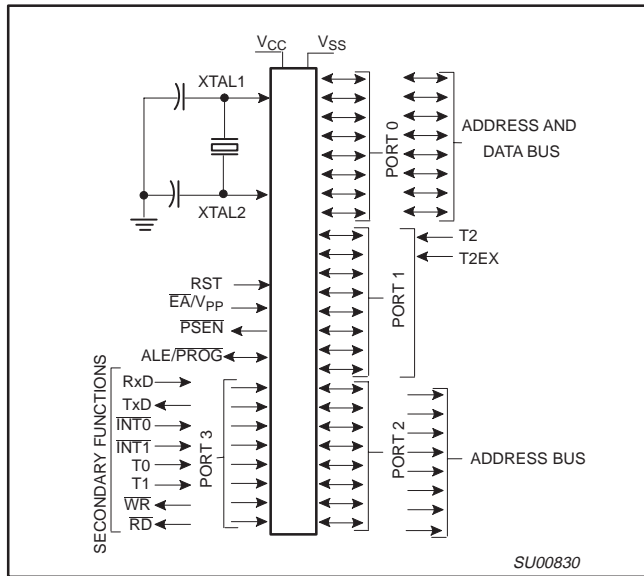 VCC
VSS
XTAL1
XTAL2
PORT 0
ADDRESS AND
DATA BUS
T2
T2EX
PORT 1
RST
EA/VPP
PSEN
ALE/PROG
SECONDARY FUNCTIONS
RxD
TxD
INT0
INT1
T0
T1
WR
RD
PORT 3
PORT 2
ADDRESS BUS
SU00830